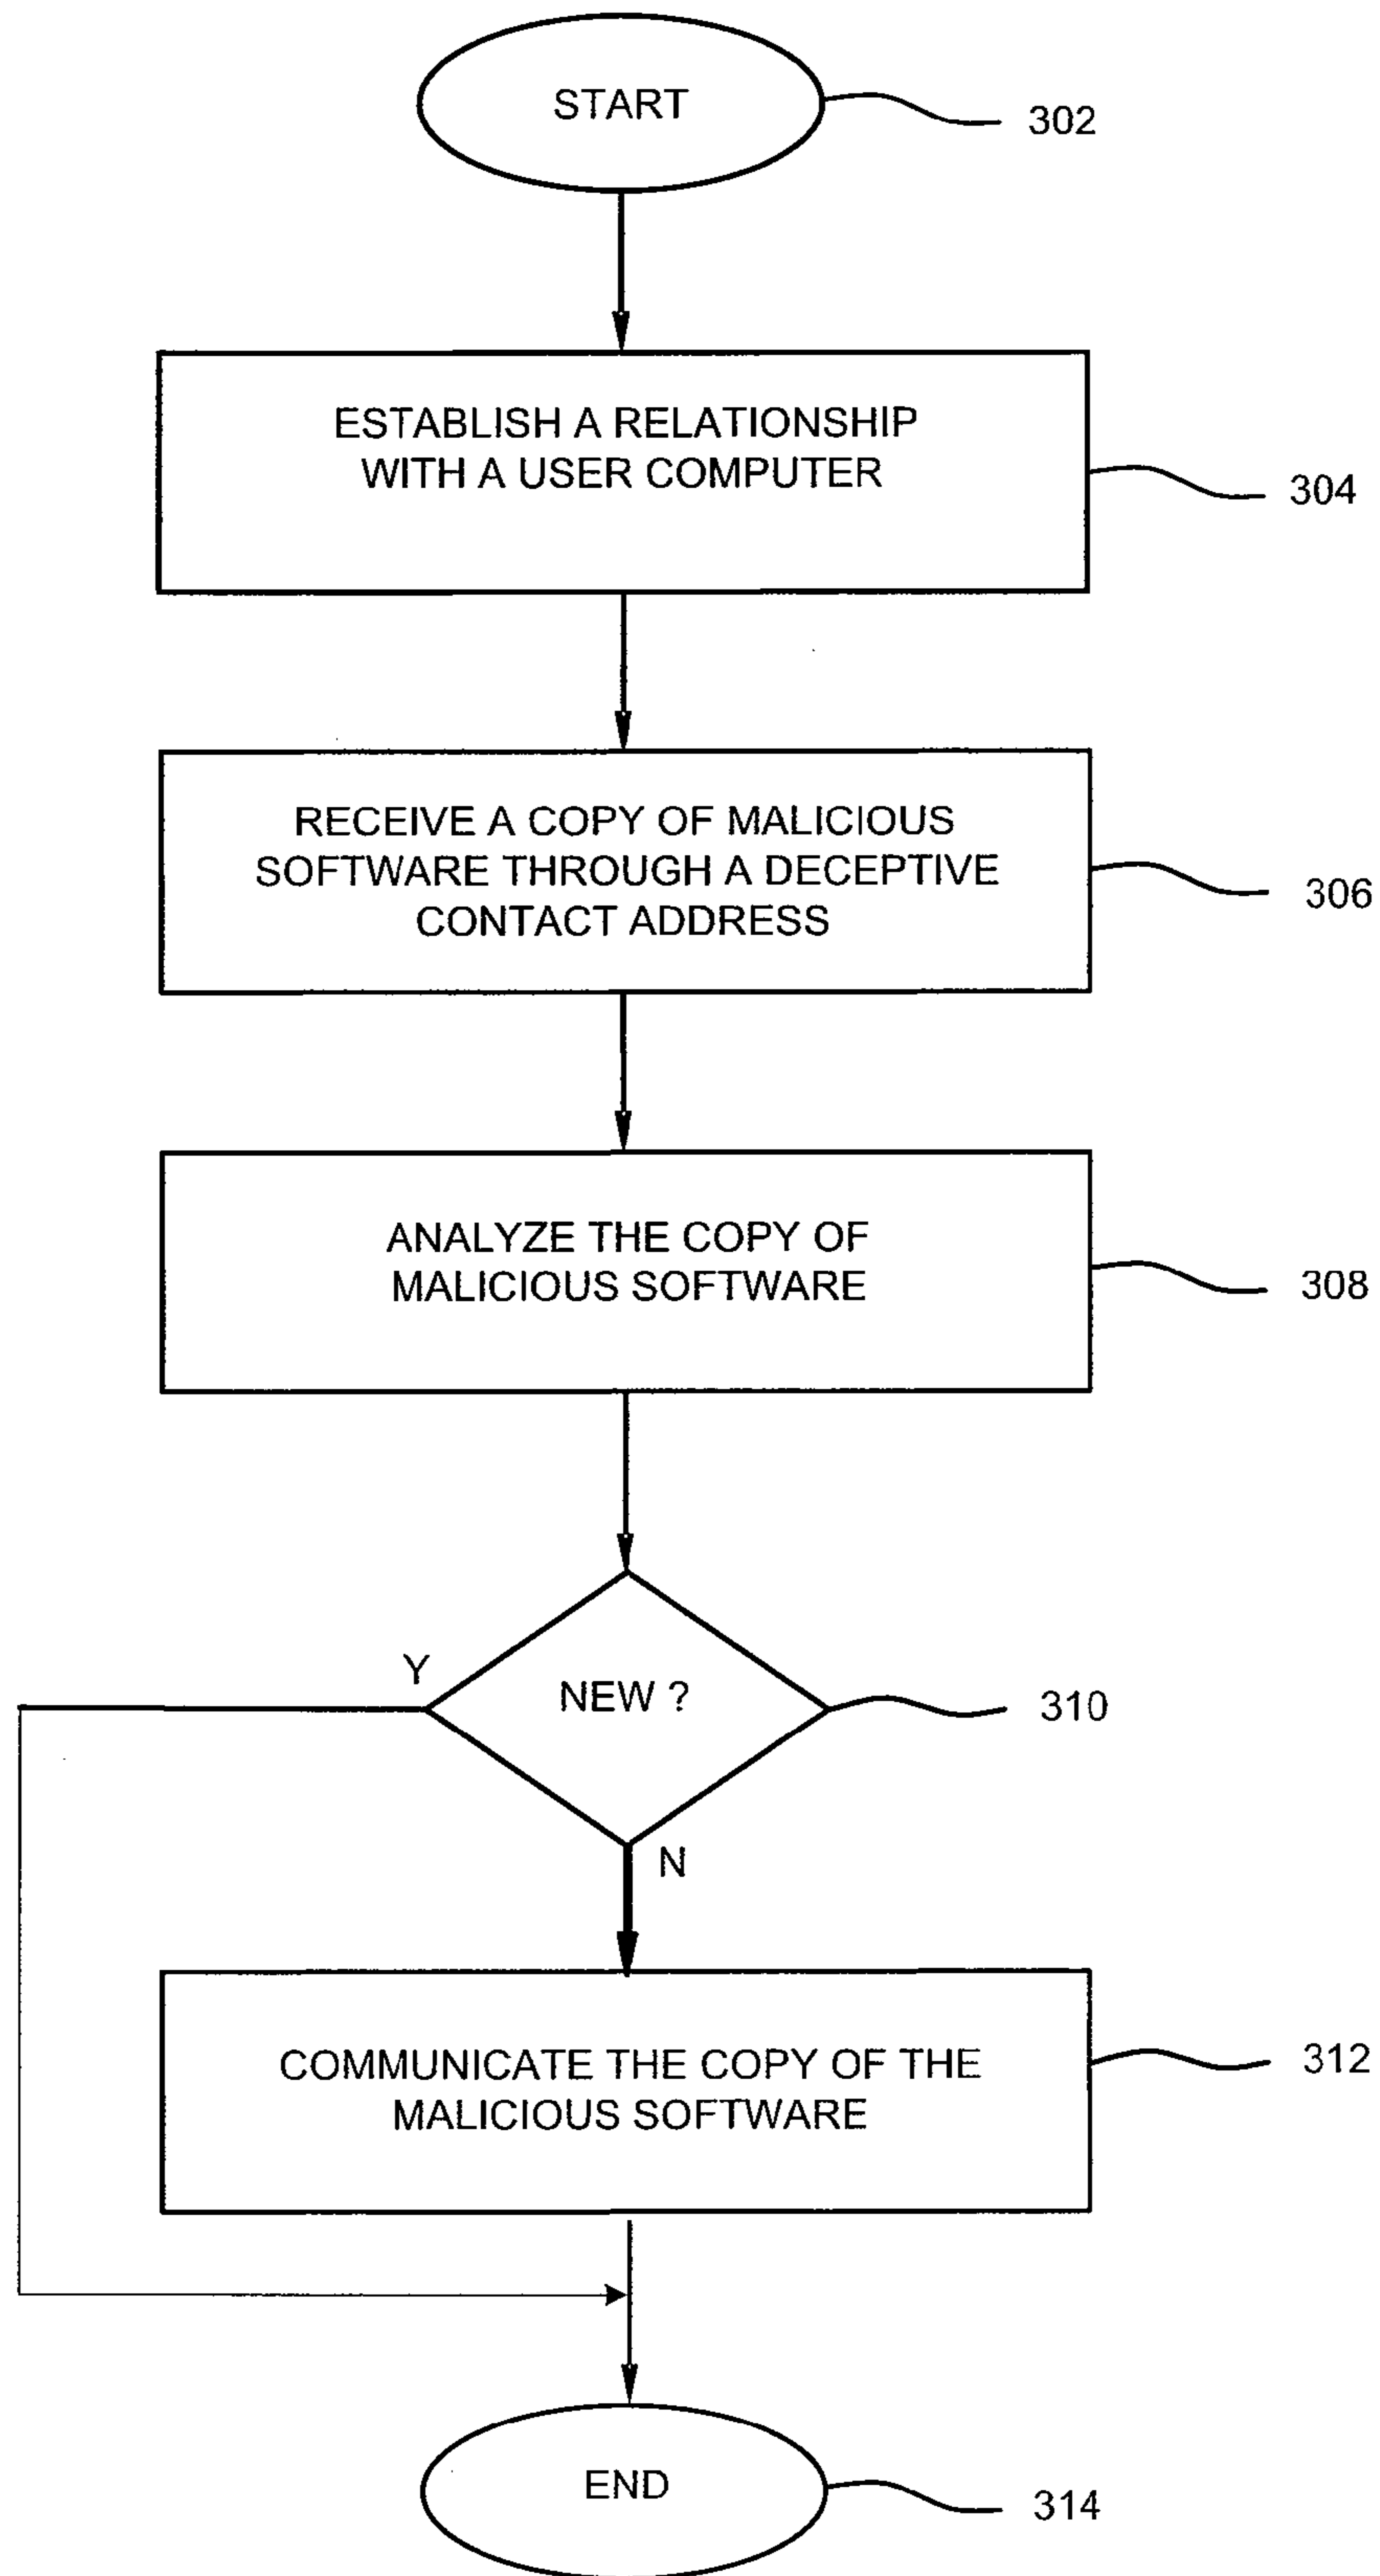 START
302
ESTABLISH A RELATIONSHIP
WITH A USER COMPUTER
304
RECEIVE A COPY OF MALICIOUS
SOFTWARE THROUGH A DECEPTIVE
CONTACT ADDRESS
306
ANALYZE THE COPY OF
MALICIOUS SOFTWARE
308
Y
NEW ?
310
N
COMMUNICATE THE COPY OF THE
MALICIOUS SOFTWARE
312
END
314